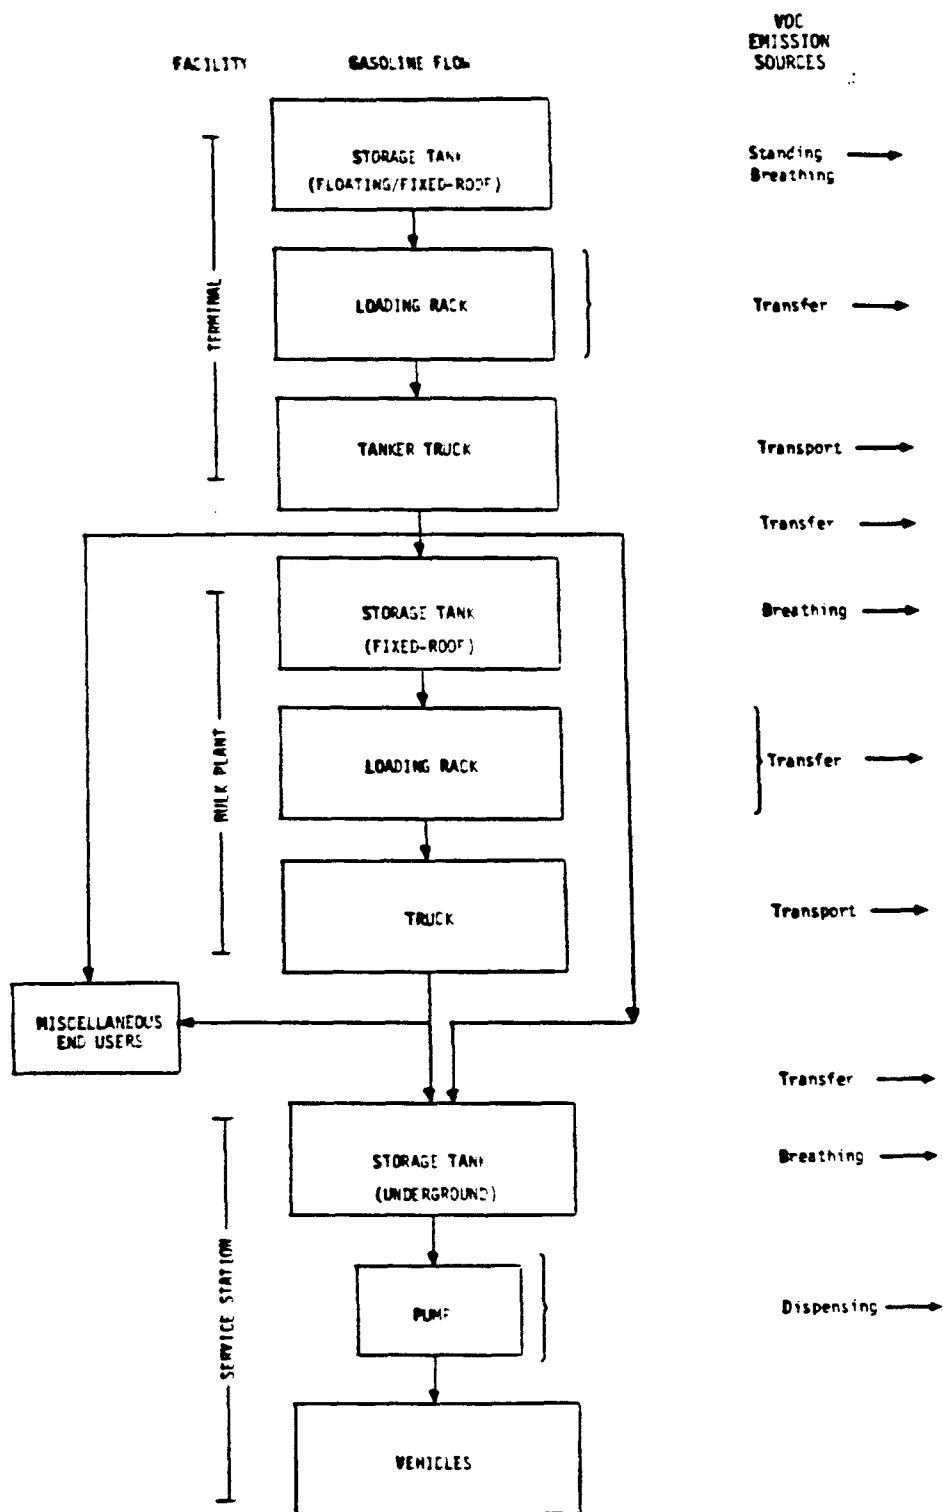 VOC
EMISSION
SOURCES
FACILITY
GASOLINE FLOW
STORAGE TANK
(FLOATING/FIXED-ROOF)
Standing
Breathing
TERMINAL
LOADING RACK
Transfer
TANKER TRUCK
Transport
Transfer
BULK PLANT
STORAGE TANK
(FIXED-ROOF)
Breathing
LOADING RACK
Transfer
TRUCK
Transport
MISCELLANEOUS
END USERS
Transfer
SERVICE STATION
STORAGE TANK
(UNDERGROUND)
Breathing
PUMP
Dispensing
VEHICLES